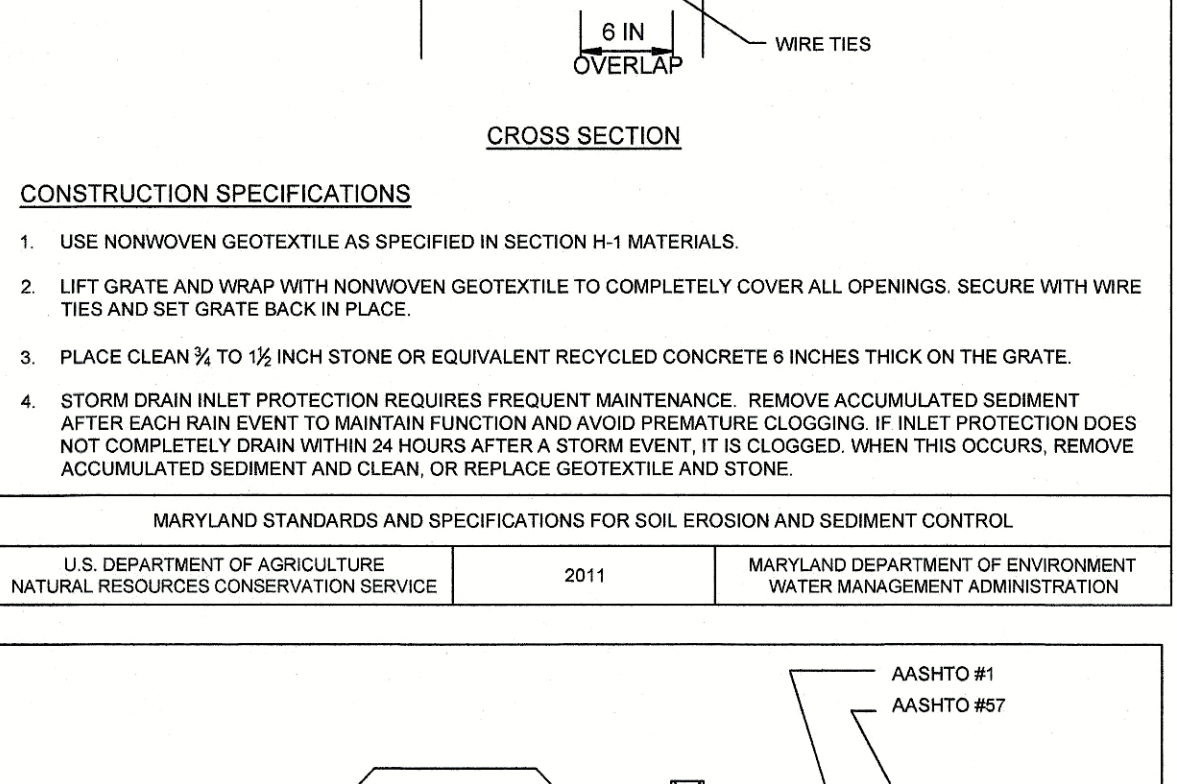 6 IN
OVERLAP
WIRE TIES
CROSS SECTION
CONSTRUCTION SPECIFICATIONS
1. USE NONWOVEN GEOTEXTILE AS SPECIFIED IN SECTION H-1 MATERIALS.
2. LIFT GRATE AND WRAP WITH NONWOVEN GEOTEXTILE TO COMPLETELY COVER ALL OPENINGS. SECURE WITH WIRE
TIES AND SET GRATE BACK IN PLACE.
3. PLACE CLEAN ¾ TO 1½ INCH STONE OR EQUIVALENT RECYCLED CONCRETE 6 INCHES THICK ON THE GRATE.
4. STORM DRAIN INLET PROTECTION REQUIRES FREQUENT MAINTENANCE. REMOVE ACCUMULATED SEDIMENT
AFTER EACH RAIN EVENT TO MAINTAIN FUNCTION AND AVOID PREMATURE CLOGGING. IF INLET PROTECTION DOES
NOT COMPLETELY DRAIN WITHIN 24 HOURS AFTER A STORM EVENT, IT IS CLOGGED. WHEN THIS OCCURS, REMOVE
ACCUMULATED SEDIMENT AND CLEAN, OR REPLACE GEOTEXTILE AND STONE.
MARYLAND STANDARDS AND SPECIFICATIONS FOR SOIL EROSION AND SEDIMENT CONTROL
U.S. DEPARTMENT OF AGRICULTURE
NATURAL RESOURCES CONSERVATION SERVICE
2011
MARYLAND DEPARTMENT OF ENVIRONMENT
WATER MANAGEMENT ADMINISTRATION
AASHTO #1
AASHTO #57